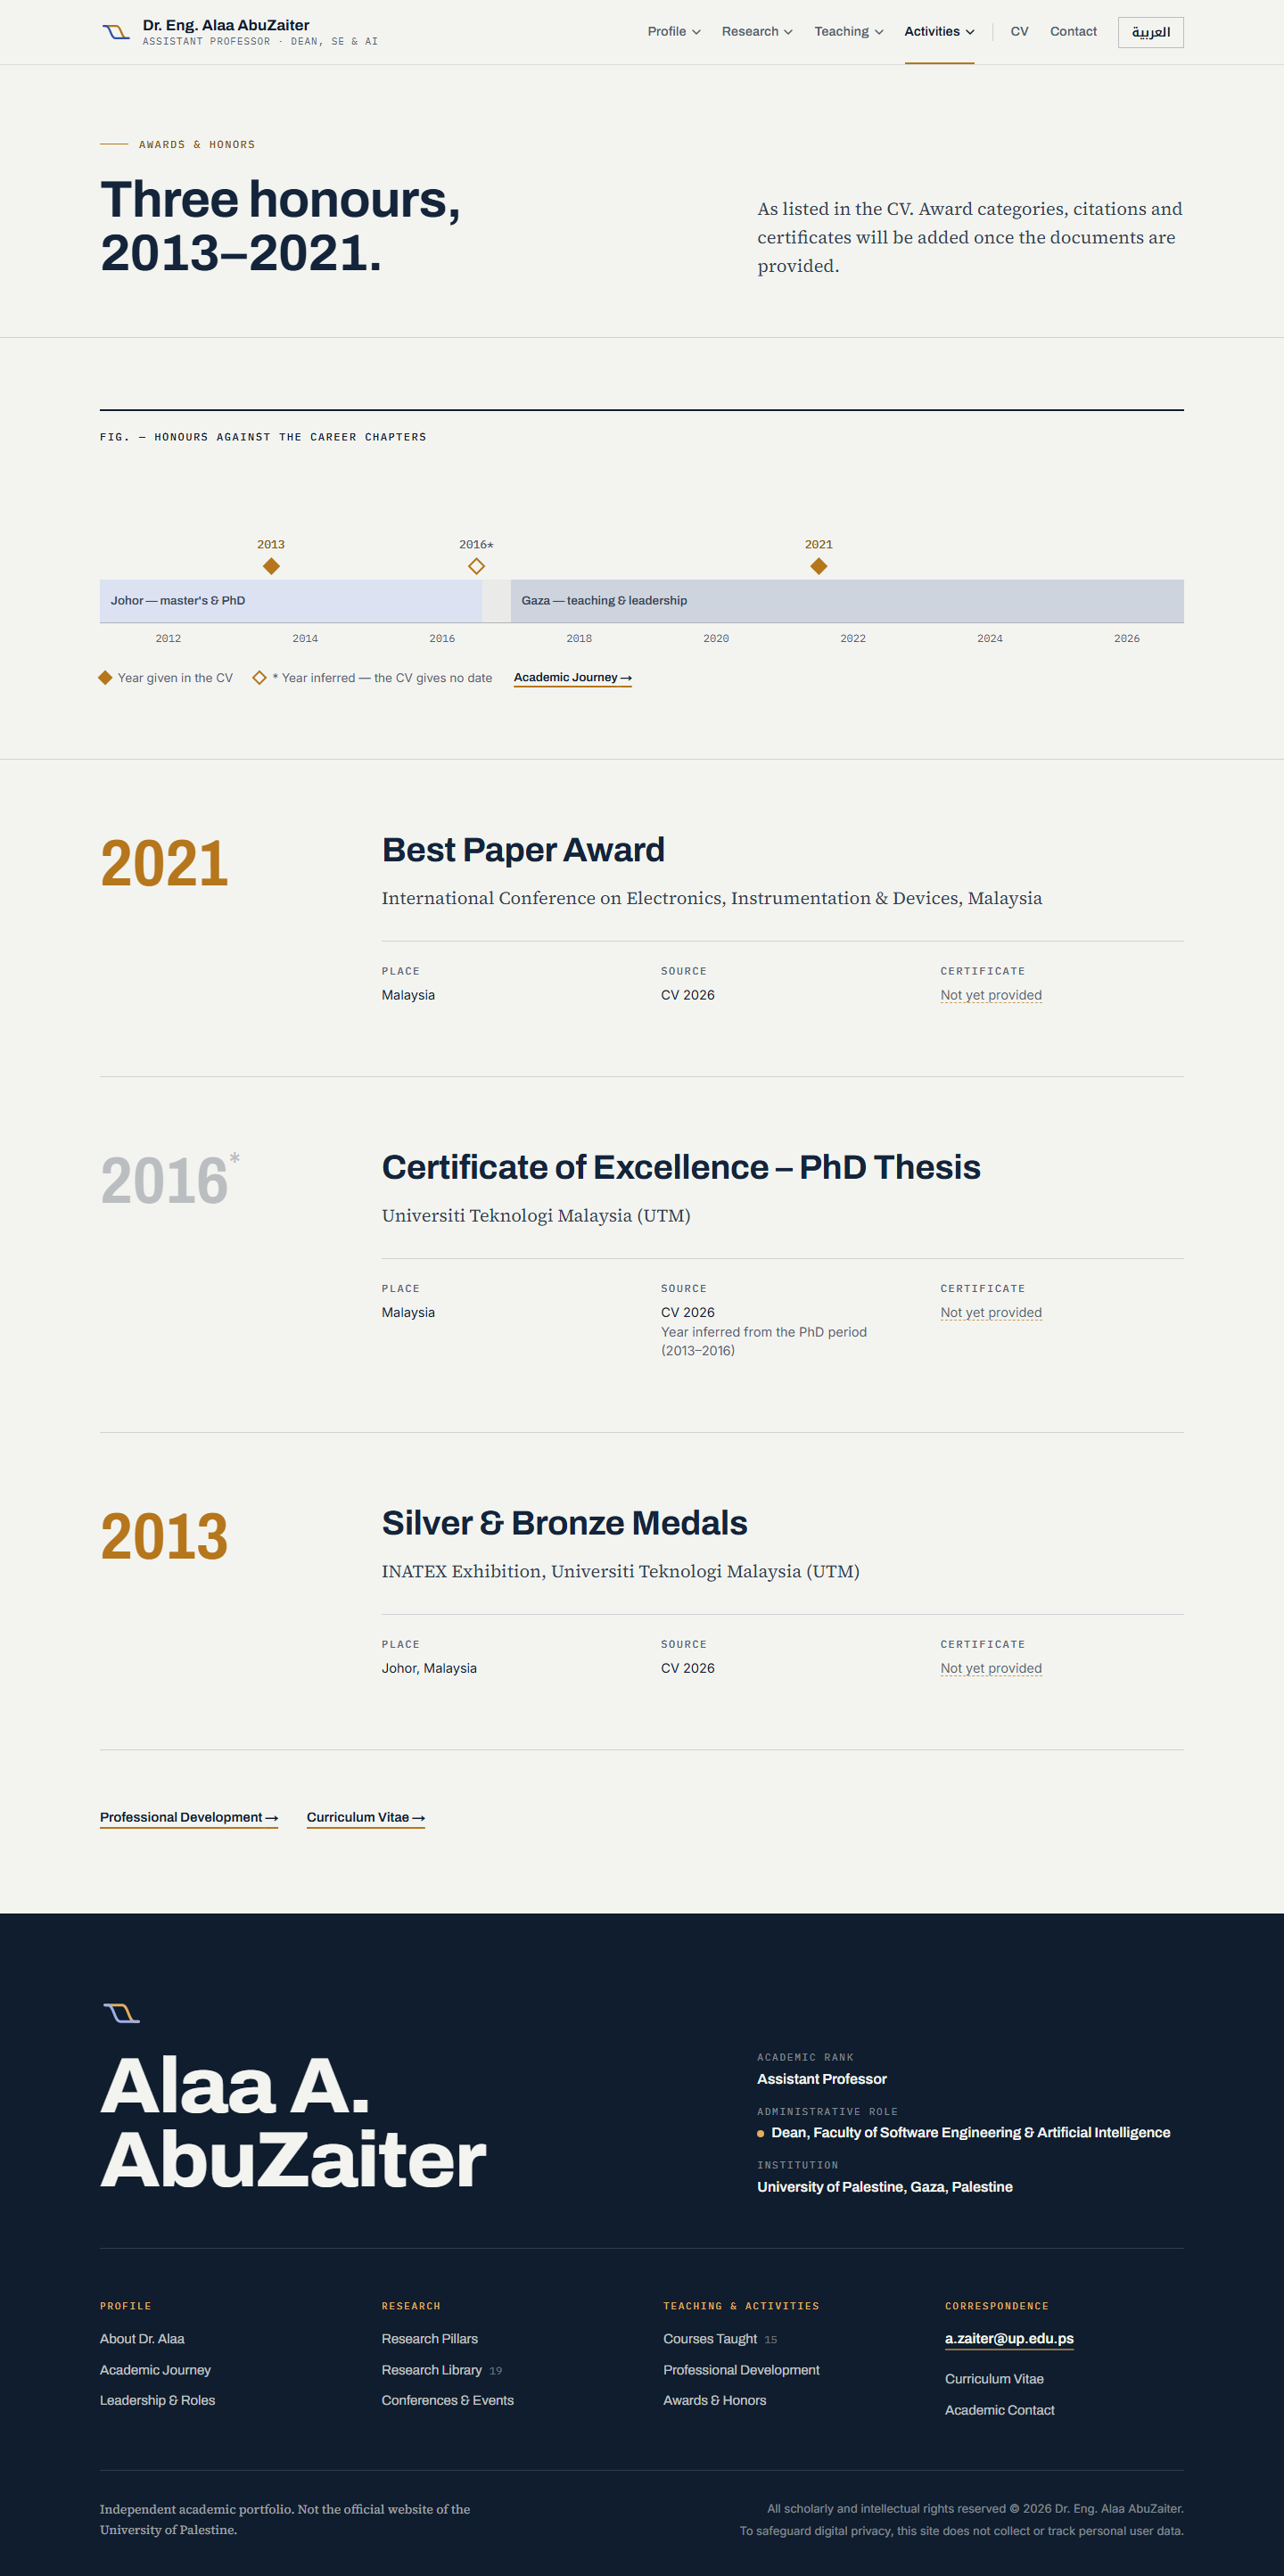 Dr. Eng. Alaa AbuZaiter
ASSISTANT PROFESSOR · DEAN, SE & AI
Profile
Research
Teaching
Activities
CV
Contact
العربية
AWARDS & HONORS
Three honours,
2013–2021.
As listed in the CV. Award categories, citations and
certificates will be added once the documents are
provided.
FIG. — HONOURS AGAINST THE CAREER CHAPTERS
2013
2016*
2021
Johor — master's & PhD
Gaza — teaching & leadership
2012
2014
2016
2018
2020
2022
2024
2026
Year given in the CV
* Year inferred — the CV gives no date
Academic Journey →
2021
Best Paper Award
International Conference on Electronics, Instrumentation & Devices, Malaysia
PLACE
SOURCE
CERTIFICATE
Malaysia
CV 2026
Not yet provided
2016*
Certificate of Excellence – PhD Thesis
Universiti Teknologi Malaysia (UTM)
PLACE
SOURCE
CERTIFICATE
Malaysia
CV 2026
Not yet provided
Year inferred from the PhD period
(2013–2016)
2013
Silver & Bronze Medals
INATEX Exhibition, Universiti Teknologi Malaysia (UTM)
PLACE
SOURCE
CERTIFICATE
Johor, Malaysia
CV 2026
Not yet provided
Professional Development →
Curriculum Vitae →
Alaa A.
AbuZaiter
ACADEMIC RANK
Assistant Professor
ADMINISTRATIVE ROLE
Dean, Faculty of Software Engineering & Artificial Intelligence
INSTITUTION
University of Palestine, Gaza, Palestine
PROFILE
About Dr. Alaa
Academic Journey
Leadership & Roles
RESEARCH
Research Pillars
Research Library 19
Conferences & Events
TEACHING & ACTIVITIES
Courses Taught 15
Professional Development
Awards & Honors
CORRESPONDENCE
a.zaiter@up.edu.ps
Curriculum Vitae
Academic Contact
Independent academic portfolio. Not the official website of the
University of Palestine.
All scholarly and intellectual rights reserved © 2026 Dr. Eng. Alaa AbuZaiter.
To safeguard digital privacy, this site does not collect or track personal user data.